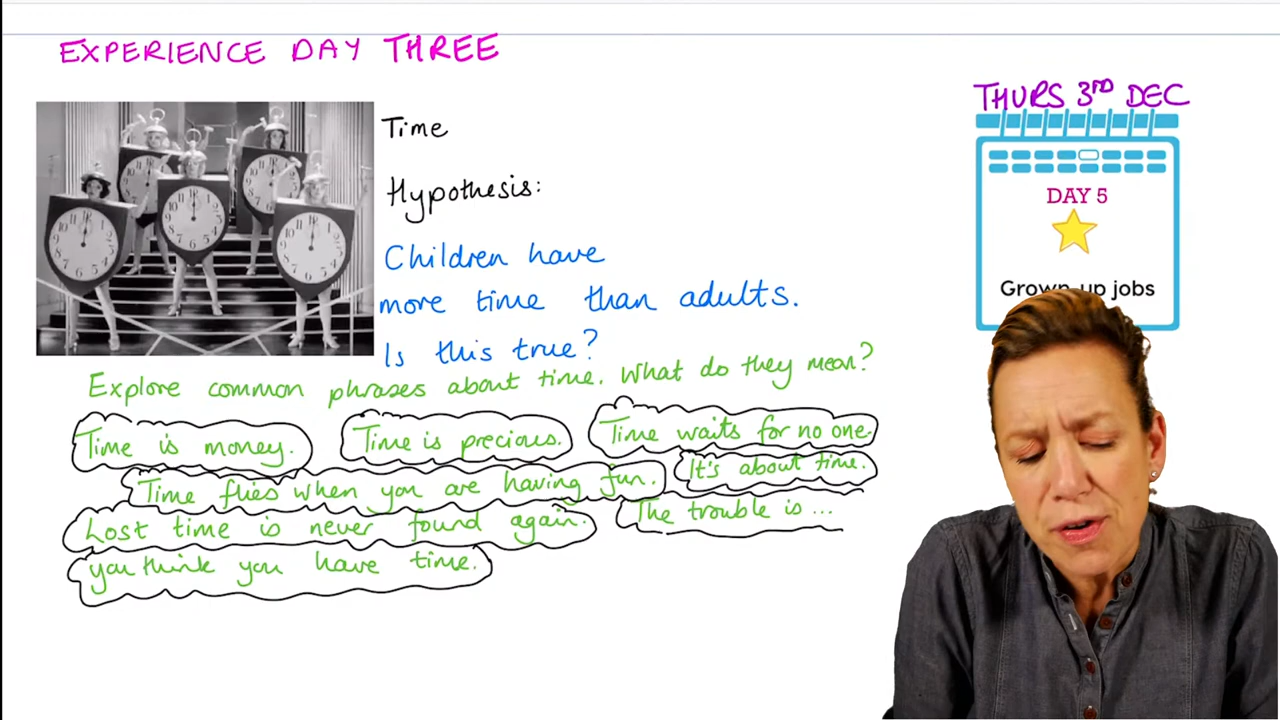 EXPERIENCE DAY THREE
THURS 3RD DEC
Time
Hypothesis:
Children have
more time than adults.
Is this true?
DAY 5
Grown-up jobs
Explore common phrases about time. What do they mean?
Time is money.
Time is precious.
Time waits for no one.
Time flies when you are having fun.
It's about time.
Lost time is never found again.
The trouble is ...
you think you have time.